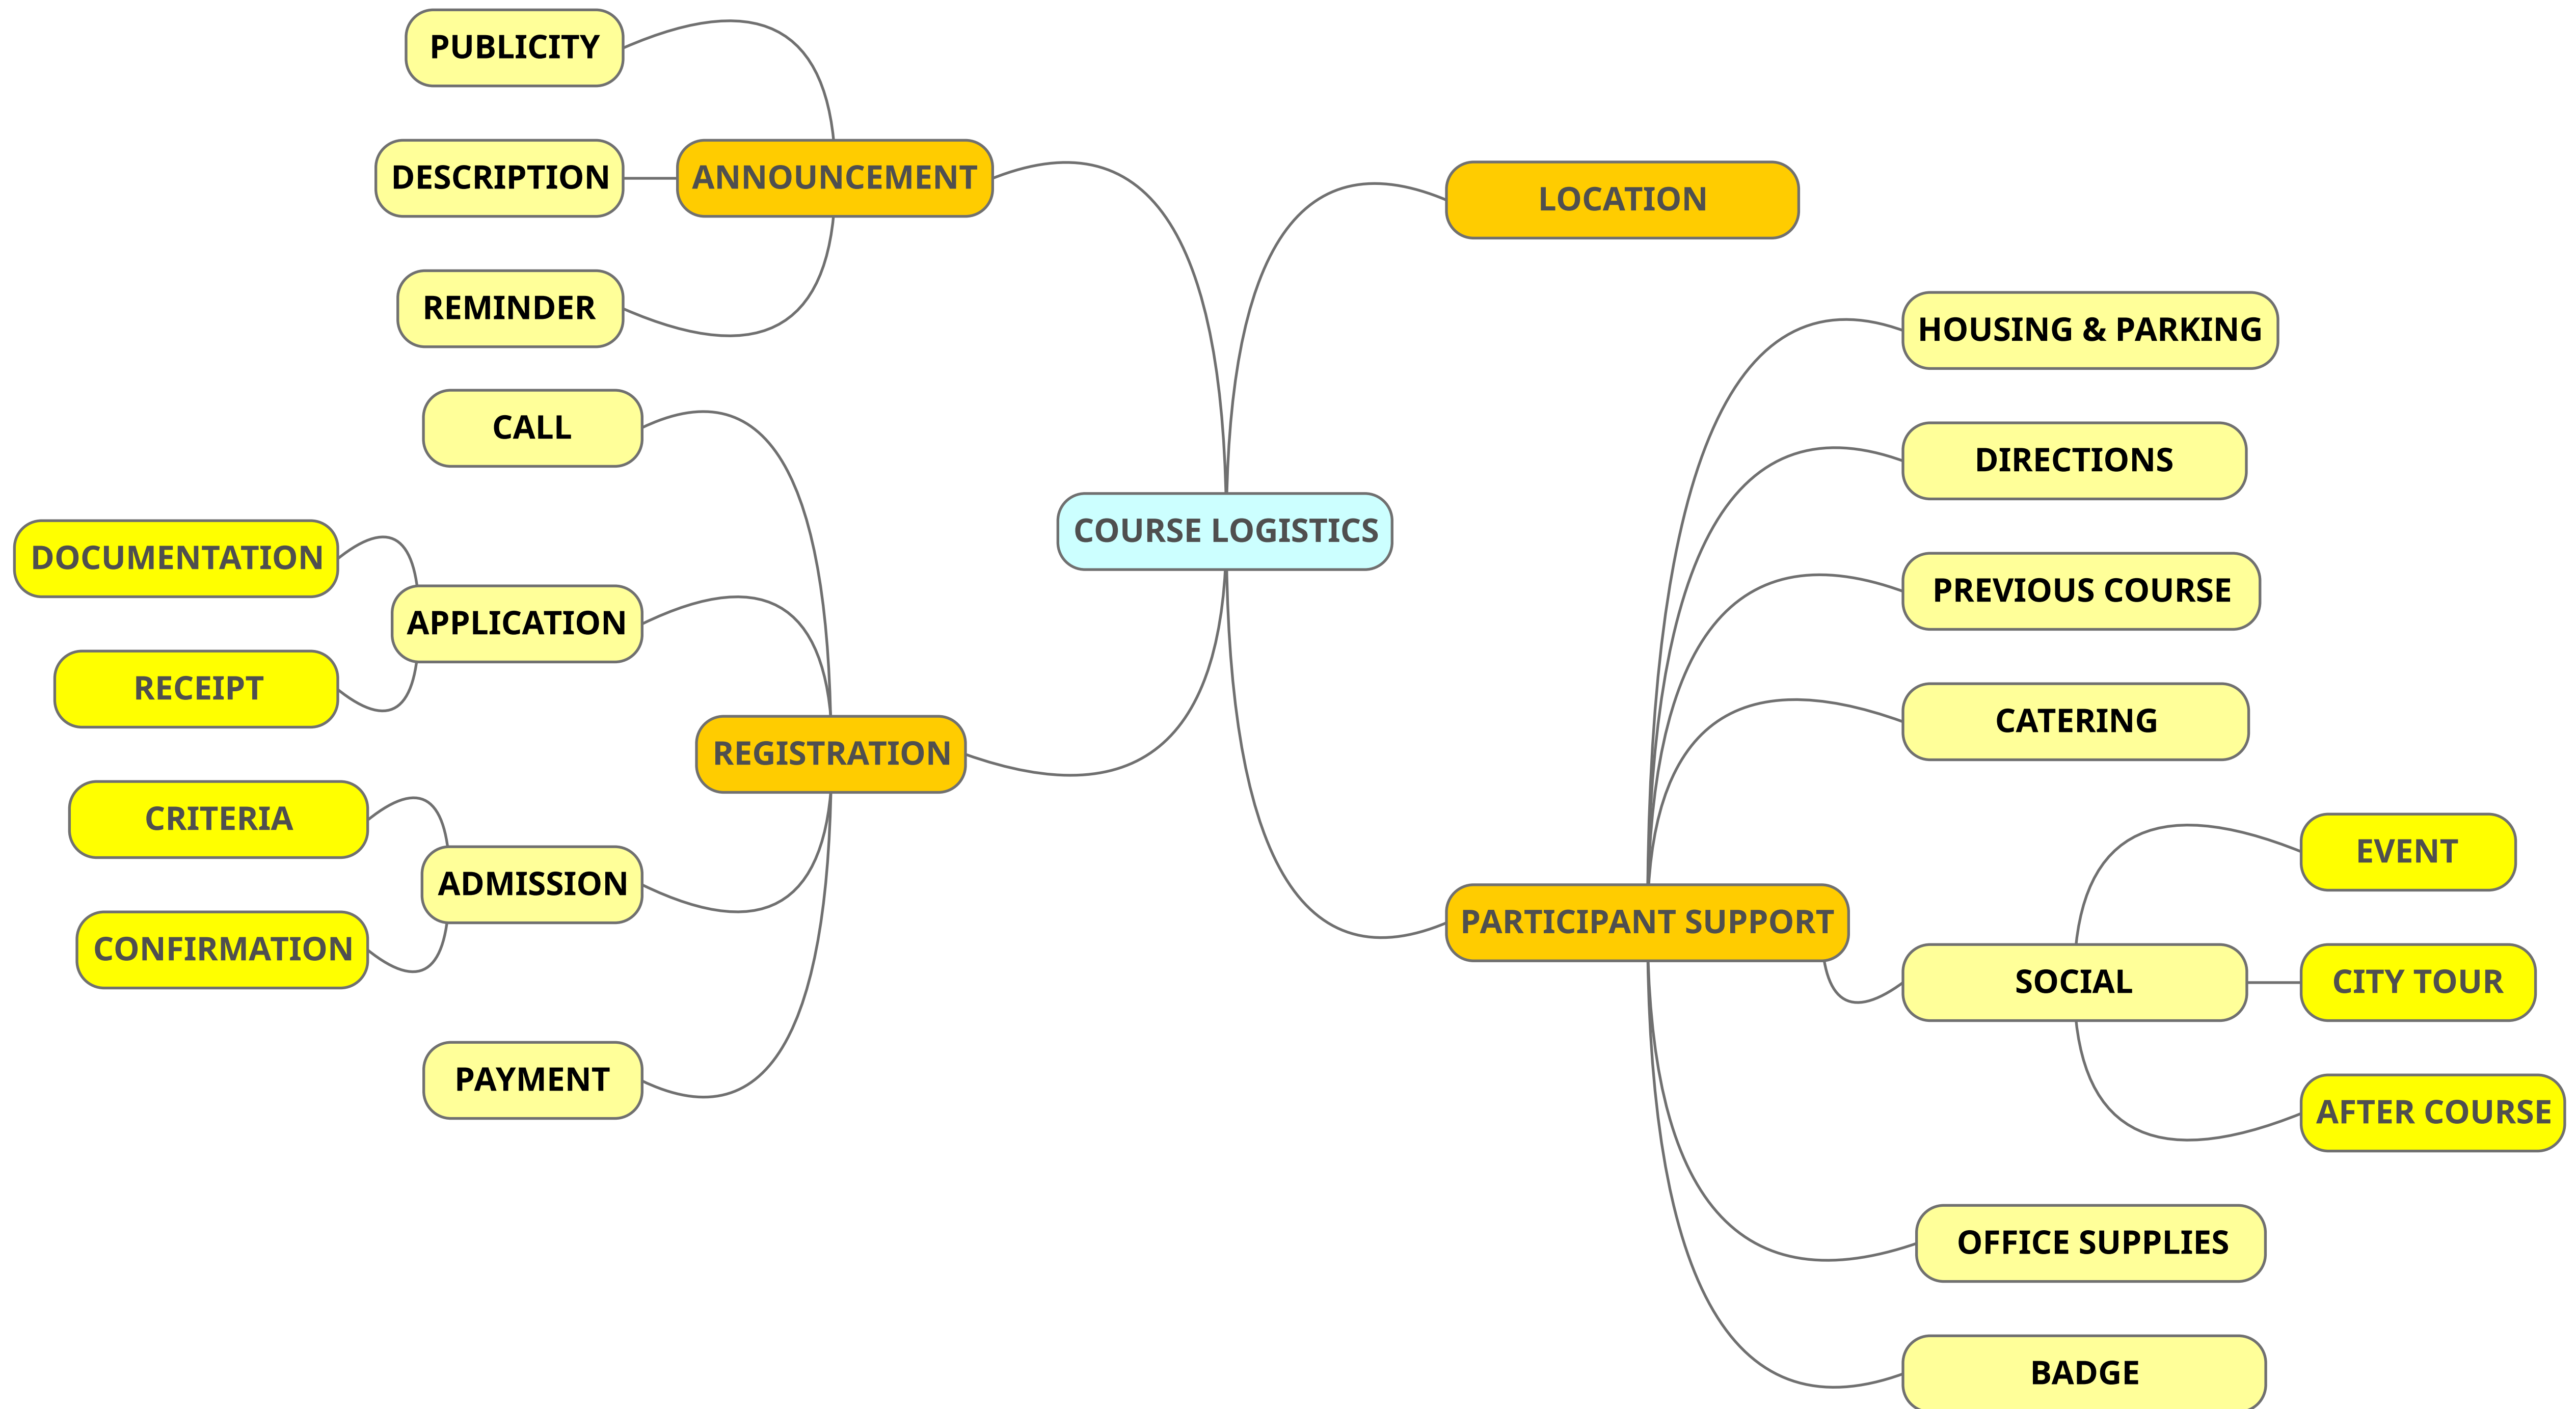 PUBLICITY
DESCRIPTION
ANNOUNCEMENT
REMINDER
CALL
DOCUMENTATION
APPLICATION
RECEIPT
REGISTRATION
CRITERIA
ADMISSION
CONFIRMATION
PAYMENT
COURSE LOGISTICS
LOCATION
HOUSING & PARKING
DIRECTIONS
PREVIOUS COURSE
CATERING
PARTICIPANT SUPPORT
EVENT
SOCIAL
CITY TOUR
AFTER COURSE
OFFICE SUPPLIES
BADGE